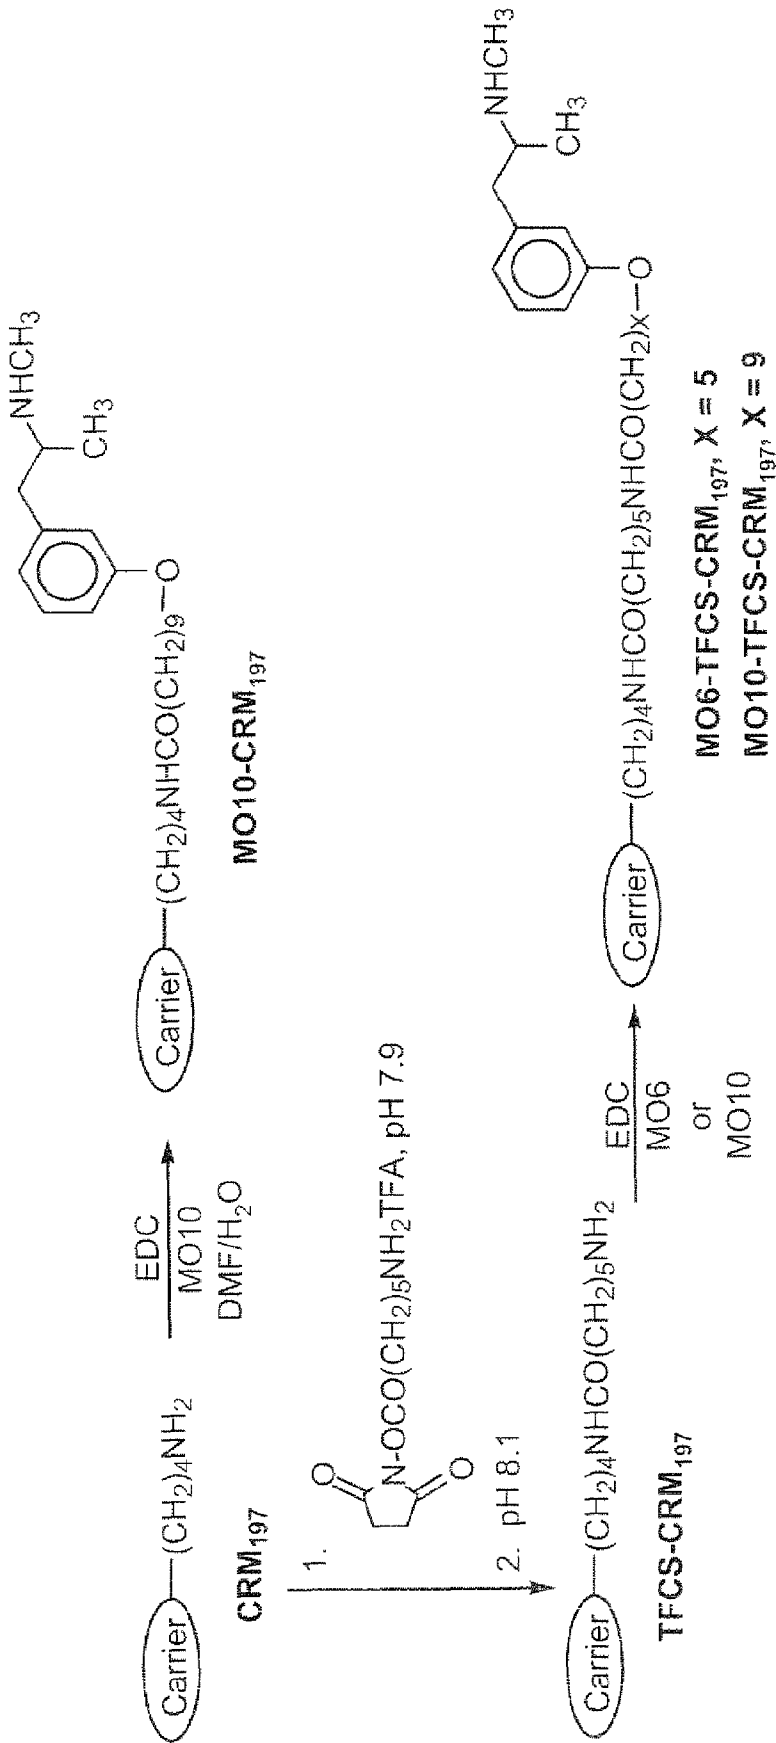 Carrier (CH₂)₄NH₂
CRM₁₉₇
EDC
MO10
DMF/H₂O
Carrier (CH₂)₄NHCO(CH₂)₉–O
NHCH₃
CH₃
MO10-CRM₁₉₇
1.
O
N-OCO(CH₂)₅NH₂TFA, pH 7.9
O
2. pH 8.1
Carrier (CH₂)₄NHCO(CH₂)₅NH₂
TFCS-CRM₁₉₇
EDC
MO6
or
MO10
Carrier (CH₂)₄NHCO(CH₂)₅NHCO(CH₂)x–O
NHCH₃
CH₃
MO6-TFCS-CRM₁₉₇, X = 5
MO10-TFCS-CRM₁₉₇, X = 9